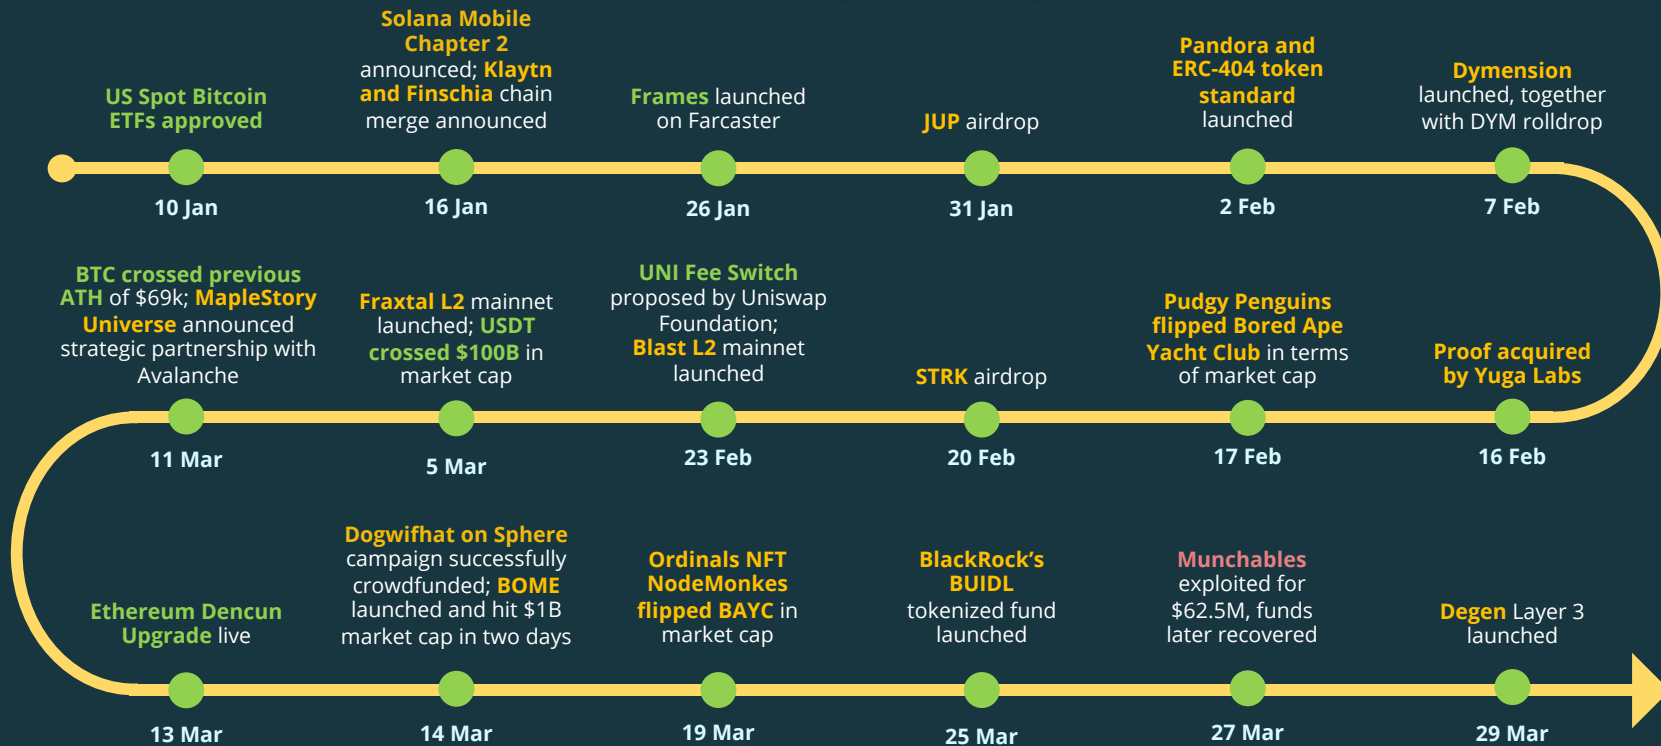 US Spot Bitcoin
ETFs approved
10 Jan
Solana Mobile
Chapter 2
announced; Klaytn
and Finschia chain
merge announced
16 Jan
Frames launched
on Farcaster
26 Jan
JUP airdrop
31 Jan
Pandora and
ERC-404 token
standard
launched
2 Feb
Dymension
launched, together
with DYM rolldrop
7 Feb
Proof acquired
by Yuga Labs
16 Feb
Pudgy Penguins
flipped Bored Ape
Yacht Club in terms
of market cap
17 Feb
STRK airdrop
20 Feb
UNI Fee Switch
proposed by Uniswap
Foundation;
Blast L2 mainnet
launched
23 Feb
Fraxtal L2 mainnet
launched; USDT
crossed $100B in
market cap
5 Mar
BTC crossed previous
ATH of $69k; MapleStory
Universe announced
strategic partnership with
Avalanche
11 Mar
Ethereum Dencun
Upgrade live
13 Mar
Dogwifhat on Sphere
campaign successfully
crowdfunded; BOME
launched and hit $1B
market cap in two days
14 Mar
Ordinals NFT
NodeMonkes
flipped BAYC in
market cap
19 Mar
BlackRock’s
BUIDL
tokenized fund
launched
25 Mar
Munchables
exploited for
$62.5M, funds
later recovered
27 Mar
Degen Layer 3
launched
29 Mar